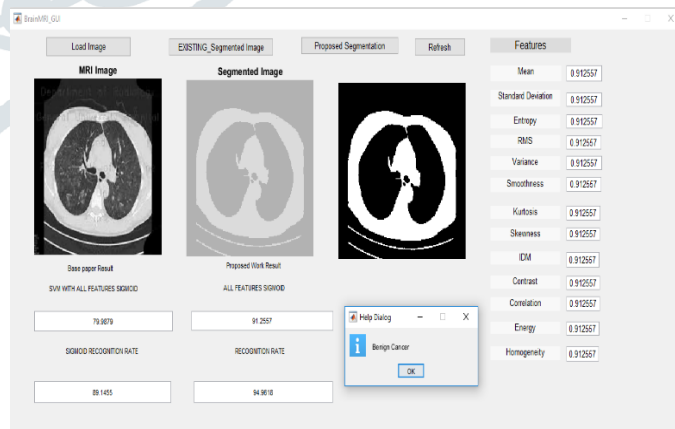 BrainMRI_GUI
Load Image
EXISTING_Segmented Image
Proposed Segmentation
Refresh
Features
MRI Image
Segmented Image
Mean 0.912557
Standard Deviation 0.912557
Entropy 0.912557
RMS 0.912557
Variance 0.912557
Smoothness 0.912557
Kurtosis 0.912557
Skewness 0.912557
IDM 0.912557
Contrast 0.912557
Correlation 0.912557
Energy 0.912557
Homogeneity 0.912557
Base paper Result
Proposed Work Result
SVM WITH ALL FEATURES SIGMOID
ALL FEATURES SIGMOID
79.9879
91.2557
SIGMOID RECOGNITION RATE
RECOGNITION RATE
89.1455
94.9818
Help Dialog
Benign Cancer
OK